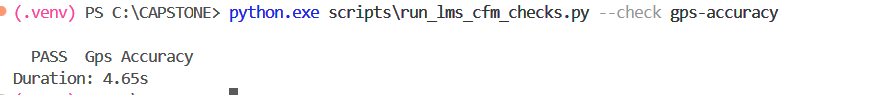 (.venv) PS C:\CAPSTONE> python.exe scripts\run_lms_cfm_checks.py --check gps-accuracy
PASS  Gps Accuracy
Duration: 4.65s